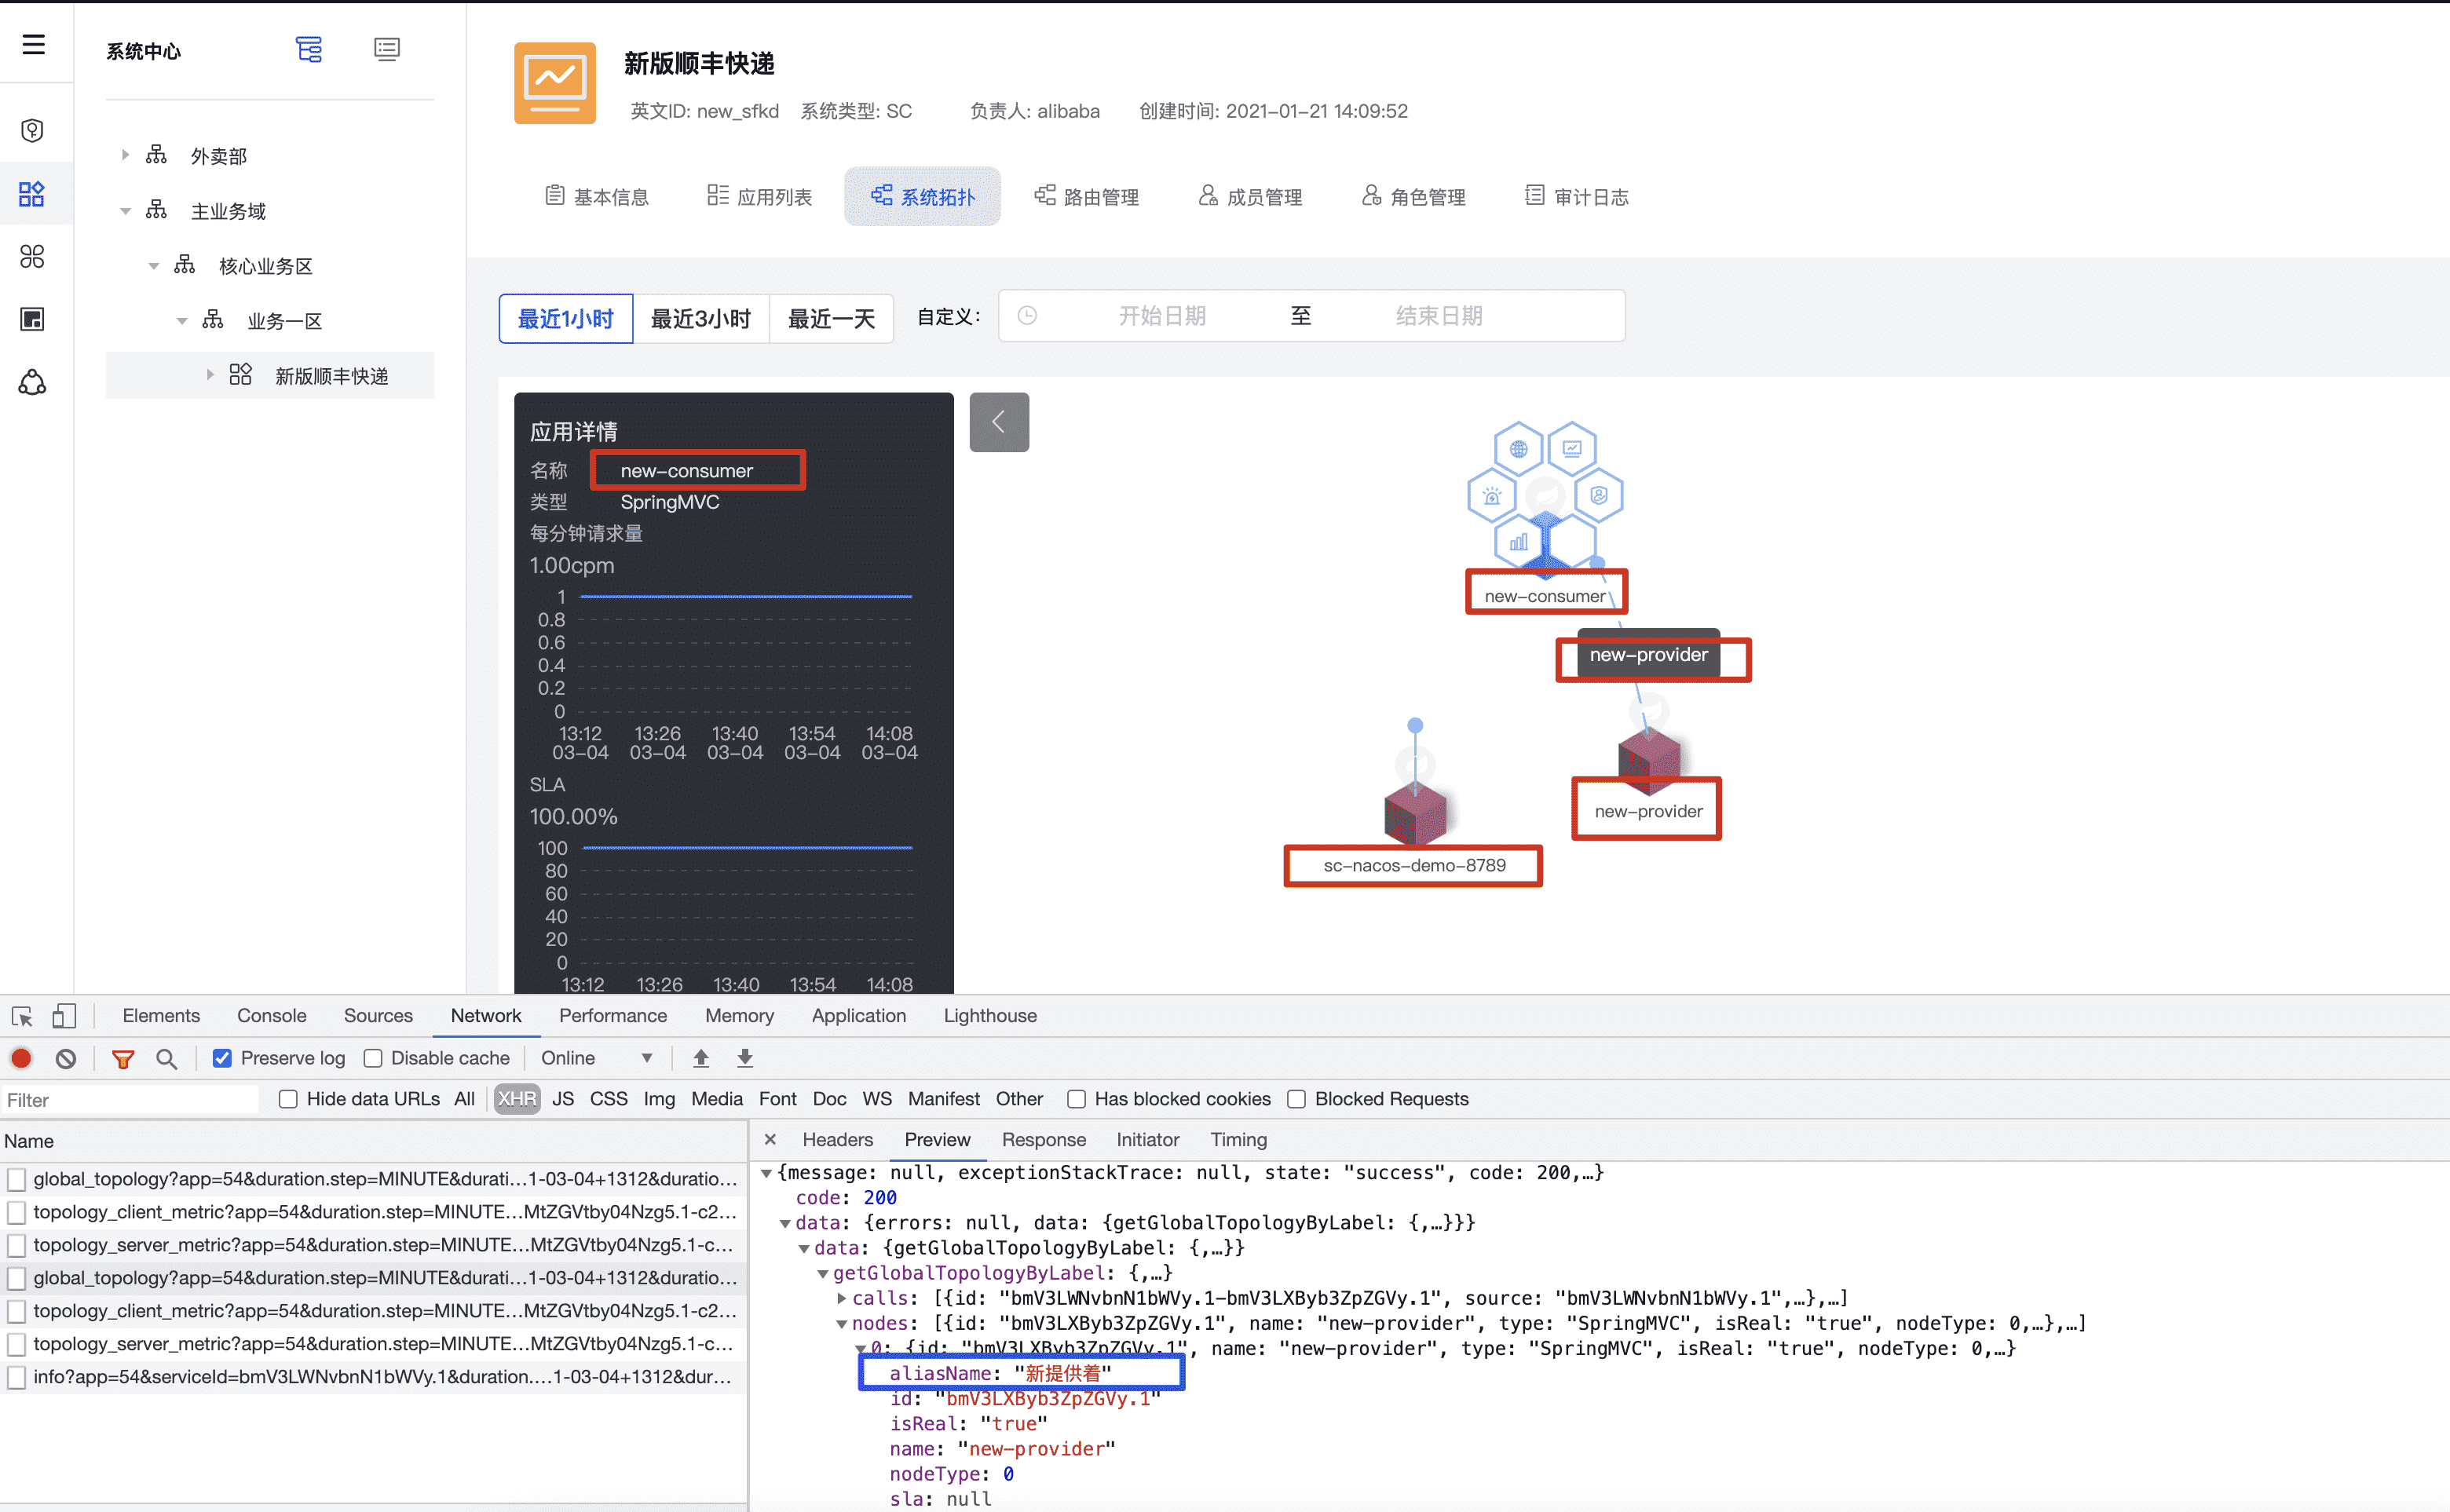 系统中心
外卖部
主业务域
核心业务区
业务一区
新版顺丰快递
新版顺丰快递
英文ID: new_sfkd 系统类型: SC 负责人: alibaba 创建时间: 2021-01-21 14:09:52
基本信息 应用列表 系统拓扑 路由管理 成员管理 角色管理 审计日志
最近1小时 最近3小时 最近一天 自定义: 开始日期 至 结束日期
应用详情
名称 new-consumer
类型 SpringMVC
每分钟请求量
1.00cpm
1
0.8
0.6
0.4
0.2
0
13:12 13:26 13:40 13:54 14:08
03-04 03-04 03-04 03-04 03-04
SLA
100.00%
100
80
60
40
20
0
13:12 13:26 13:40 13:54 14:08
new-consumer
new-provider
new-provider
sc-nacos-demo-8789
Elements Console Sources Network Performance Memory Application Lighthouse
Preserve log Disable cache Online
Filter Hide data URLs All XHR JS CSS Img Media Font Doc WS Manifest Other Has blocked cookies Blocked Requests
Name
global_topology?app=54&duration.step=MINUTE&durati…1-03-04+1312&duratio…
topology_client_metric?app=54&duration.step=MINUTE…MtZGVtby04Nzg5.1-c2…
topology_server_metric?app=54&duration.step=MINUTE…MtZGVtby04Nzg5.1-c…
global_topology?app=54&duration.step=MINUTE&durati…1-03-04+1312&duratio…
topology_client_metric?app=54&duration.step=MINUTE…MtZGVtby04Nzg5.1-c2…
topology_server_metric?app=54&duration.step=MINUTE…MtZGVtby04Nzg5.1-c…
info?app=54&serviceId=bmV3LWNvbnN1bWVy.1&duration.…1-03-04+1312&dur…
× Headers Preview Response Initiator Timing
{message: null, exceptionStackTrace: null, state: "success", code: 200,…}
code: 200
data: {errors: null, data: {getGlobalTopologyByLabel: {,…}}}
data: {getGlobalTopologyByLabel: {,…}}
getGlobalTopologyByLabel: {,…}
calls: [{id: "bmV3LWNvbnN1bWVy.1-bmV3LXByb3ZpZGVy.1", source: "bmV3LWNvbnN1bWVy.1",…},…]
nodes: [{id: "bmV3LXByb3ZpZGVy.1", name: "new-provider", type: "SpringMVC", isReal: "true", nodeType: 0,…},…]
0: {id: "bmV3LXByb3ZpZGVy.1", name: "new-provider", type: "SpringMVC", isReal: "true", nodeType: 0,…}
aliasName: "新提供着"
id: "bmV3LXByb3ZpZGVy.1"
isReal: "true"
name: "new-provider"
nodeType: 0
sla: null